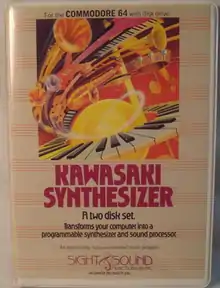 For the COMMODORE 64 with disk drive.
KAWASAKI
SYNTHESIZER
A two disk set.
Transforms your computer into a
programmable synthesizer and sound processor.
SIGHT & SOUND